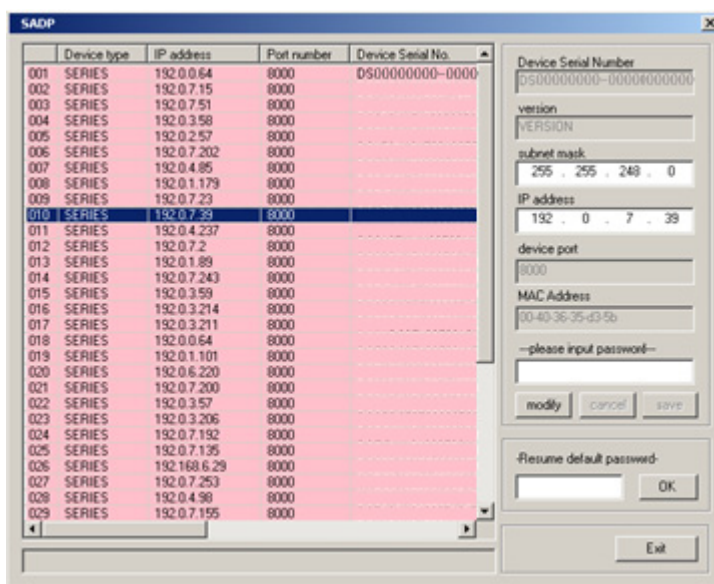 SADP
Device type IP address Port number Device Serial No.
001 SERIES 192.0.0.64 8000 DS00000000-0000
002 SERIES 192.0.7.15 8000
003 SERIES 192.0.7.51 8000
004 SERIES 192.0.3.58 8000
005 SERIES 192.0.2.57 8000
006 SERIES 192.0.7.202 8000
007 SERIES 192.0.4.85 8000
008 SERIES 192.0.1.179 8000
009 SERIES 192.0.7.23 8000
010 SERIES 192.0.7.39 8000
011 SERIES 192.0.4.237 8000
012 SERIES 192.0.7.2 8000
013 SERIES 192.0.1.89 8000
014 SERIES 192.0.7.243 8000
015 SERIES 192.0.3.59 8000
016 SERIES 192.0.3.214 8000
017 SERIES 192.0.3.211 8000
018 SERIES 192.0.0.64 8000
019 SERIES 192.0.1.101 8000
020 SERIES 192.0.6.220 8000
021 SERIES 192.0.7.200 8000
022 SERIES 192.0.3.57 8000
023 SERIES 192.0.3.206 8000
024 SERIES 192.0.7.192 8000
025 SERIES 192.0.7.135 8000
026 SERIES 192.168.6.29 8000
027 SERIES 192.0.7.253 8000
028 SERIES 192.0.4.98 8000
029 SERIES 192.0.7.155 8000
Device Serial Number
version
VERSION
subnet mask
255 . 255 . 248 . 0
IP address
192 . 0 . 7 . 39
device port
8000
MAC Address
00-40-36-35-d3-5b
---please input password---
modify cancel save
-Resume default password-
OK
Exit